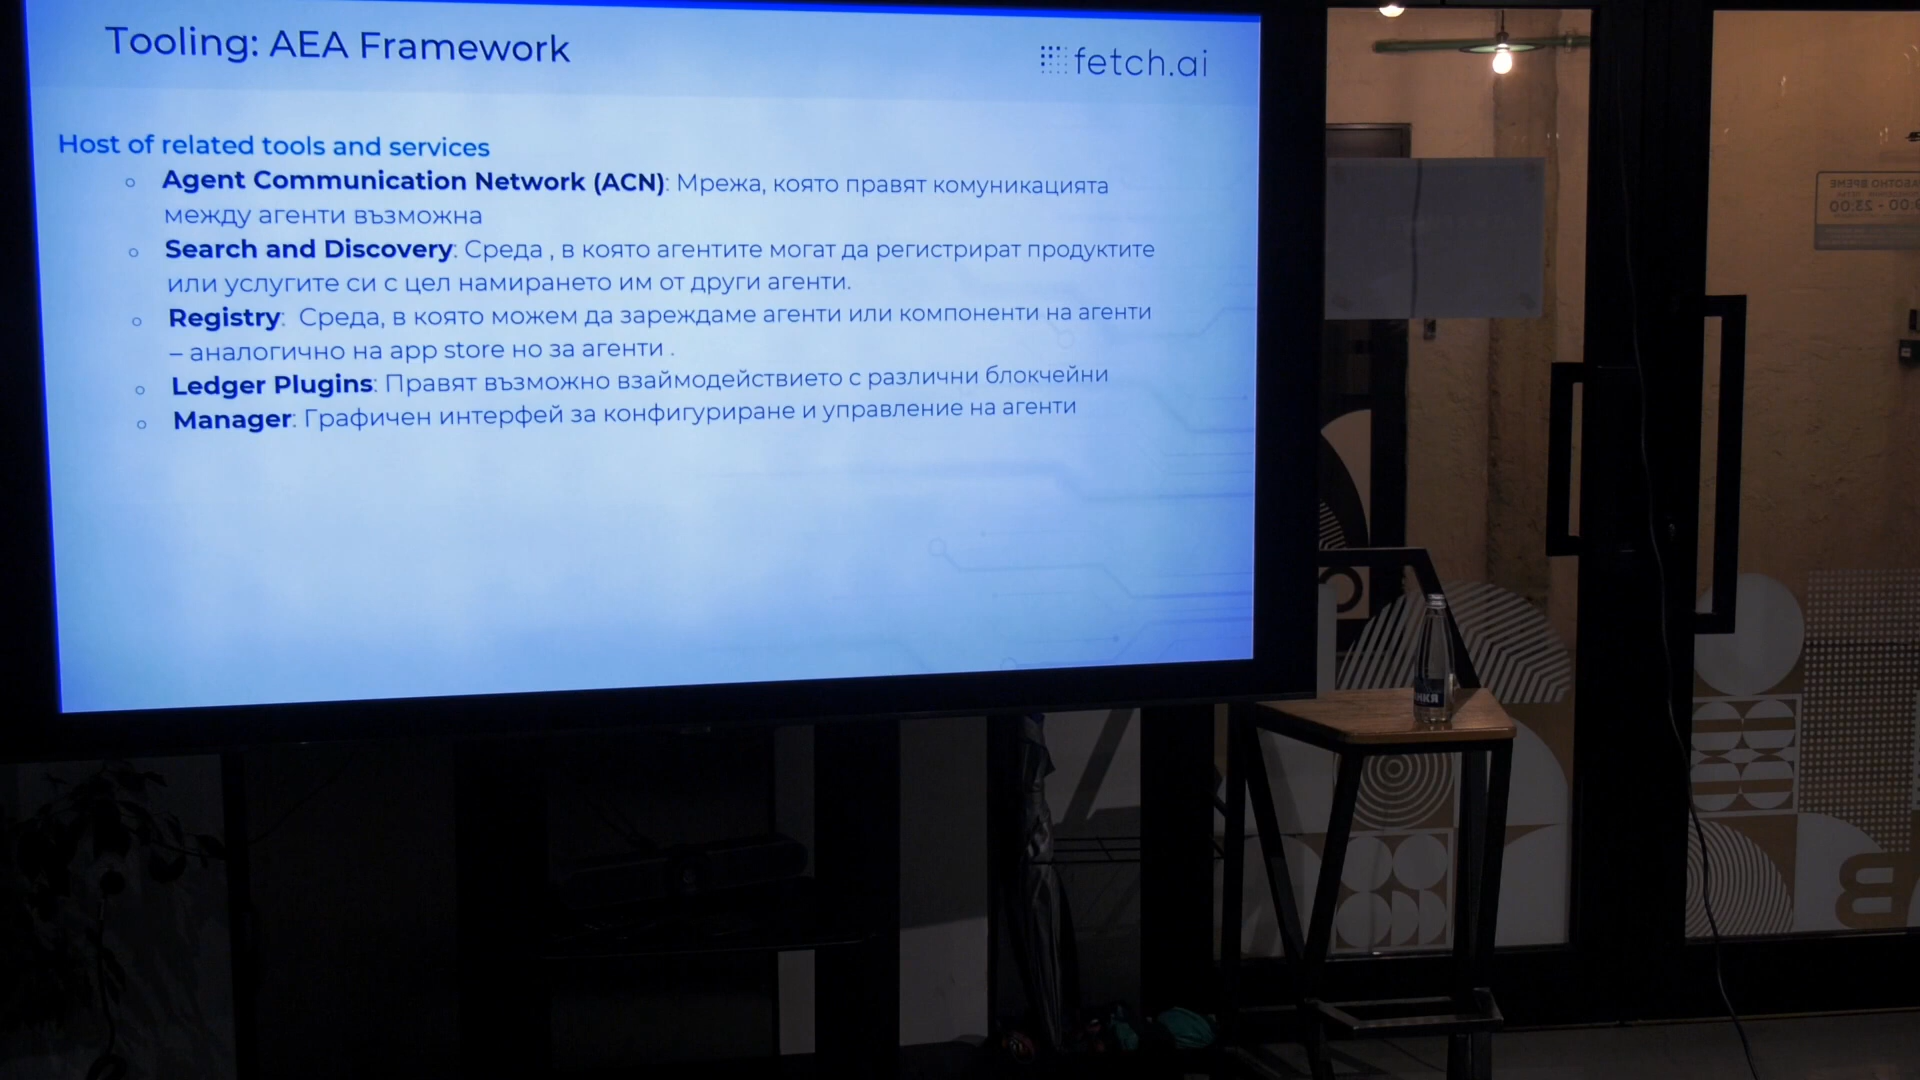 Tooling: AEA Framework
fetch.ai
Host of related tools and services
Agent Communication Network (ACN): Мрежа, която правят комуникацията
между агенти възможна
Search and Discovery: Среда , в която агентите могат да регистрират продуктите
или услугите си с цел намирането им от други агенти.
Registry: Среда, в която можем да зареждаме агенти или компоненти на агенти
– аналогично на app store но за агенти .
Ledger Plugins: Правят възможно взаймодействието с различни блокчейни
Manager: Графичен интерфей за конфигуриране и управление на агенти